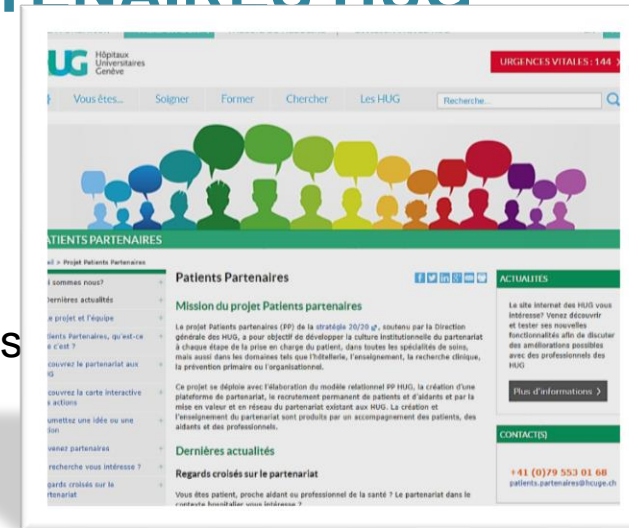 TENAIRES HUG
UG
Hôpitaux
Universitaires
Genève
URGENCES VITALES : 144
Vous êtes...
Soigner
Former
Chercher
Les HUG
Recherche...
ATIENTS PARTENAIRES
eil > Projet Patients Partenaires
i sommes nous?
Dernières actualités
e projet et l'équipe
tients Partenaires, qu'est-ce
e c'est ?
couvrez le partenariat aux
G
couvrez la carte interactive
s actions
umettez une idée ou une
ion
venez partenaires
recherche vous intéresse ?
gards croisés sur le
rtenariat
s
Patients Partenaires
Mission du projet Patients partenaires
Le projet Patients partenaires (PP) de la stratégie 20/20, soutenu par la Direction
générale des HUG, a pour objectif de développer la culture institutionnelle du partenariat
à chaque étape de la prise en charge du patient, dans toutes les spécialités de soins,
mais aussi dans les domaines tels que l'hôtellerie, l'enseignement, la recherche clinique,
la prévention primaire ou l'organisationnel.
Ce projet se déploie avec l'élaboration du modèle relationnel PP HUG, la création d'une
plateforme de partenariat, le recrutement permanent de patients et d'aidants et par la
mise en valeur et en réseau du partenariat existant aux HUG. La création et
l'enseignement du partenariat sont produits par un accompagnement des patients, des
aidants et des professionnels.
Dernières actualités
Regards croisés sur le partenariat
Vous êtes patient, proche aidant ou professionnel de la santé ? Le partenariat dans le
contexte hospitalier vous intéresse ?
ACTUALITES
Le site internet des HUG vous
intéresse? Venez découvrir
et tester ses nouvelles
fonctionnalités afin de discuter
des améliorations possibles
avec des professionnels des
HUG
Plus d'informations >
CONTACT(S)
+41 (0)79 553 01 68
patients.partenaires@hcuge.ch